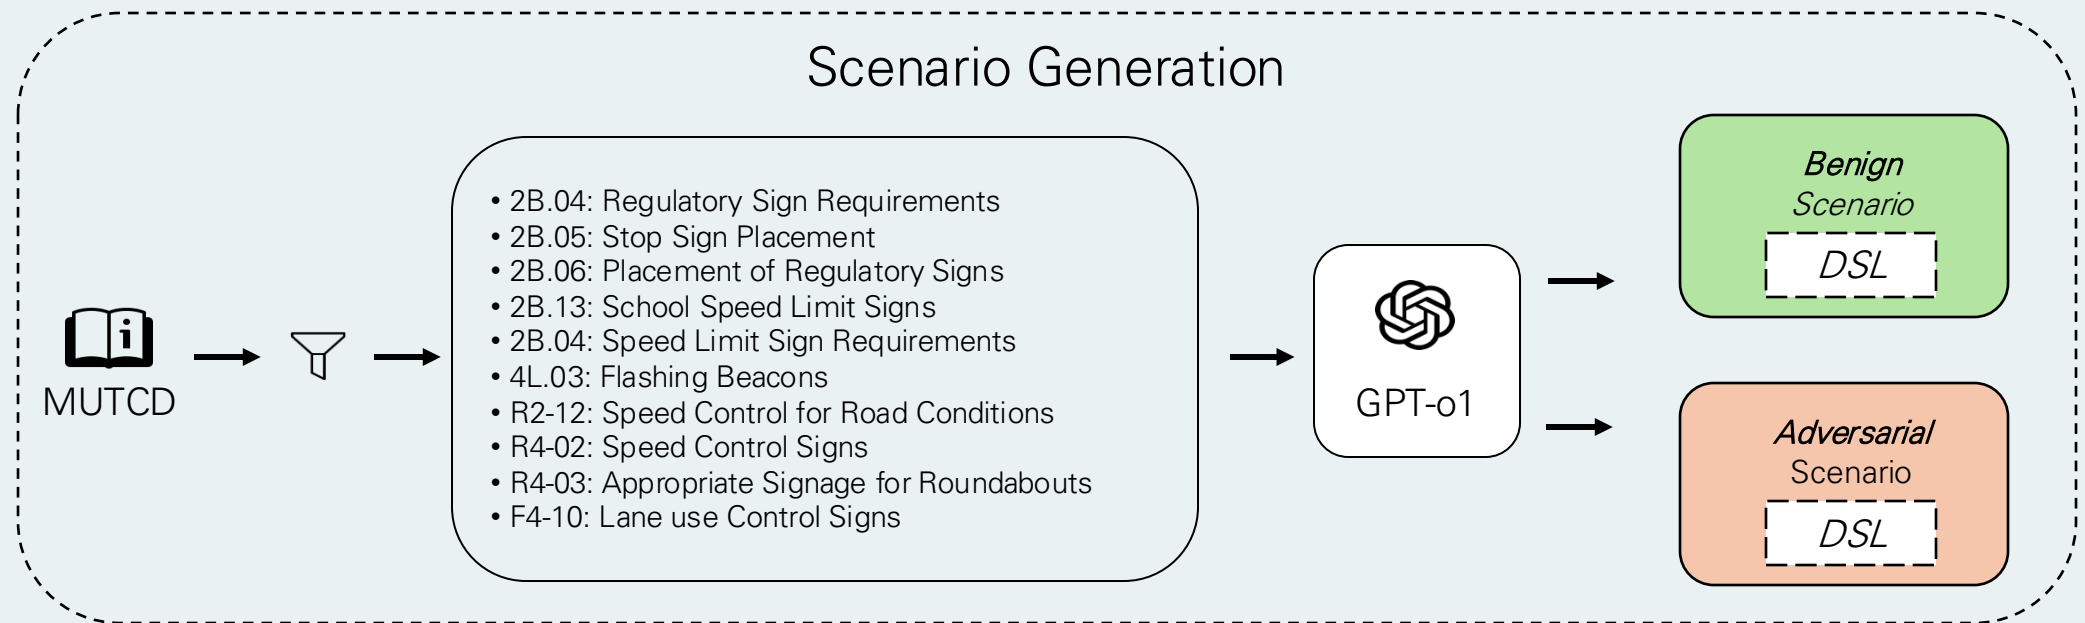 Scenario Generation
MUTCD
• 2B.04: Regulatory Sign Requirements
• 2B.05: Stop Sign Placement
• 2B.06: Placement of Regulatory Signs
• 2B.13: School Speed Limit Signs
• 2B.04: Speed Limit Sign Requirements
• 4L.03: Flashing Beacons
• R2-12: Speed Control for Road Conditions
• R4-02: Speed Control Signs
• R4-03: Appropriate Signage for Roundabouts
• F4-10: Lane use Control Signs
GPT-o1
Benign
Scenario
DSL
Adversarial
Scenario
DSL